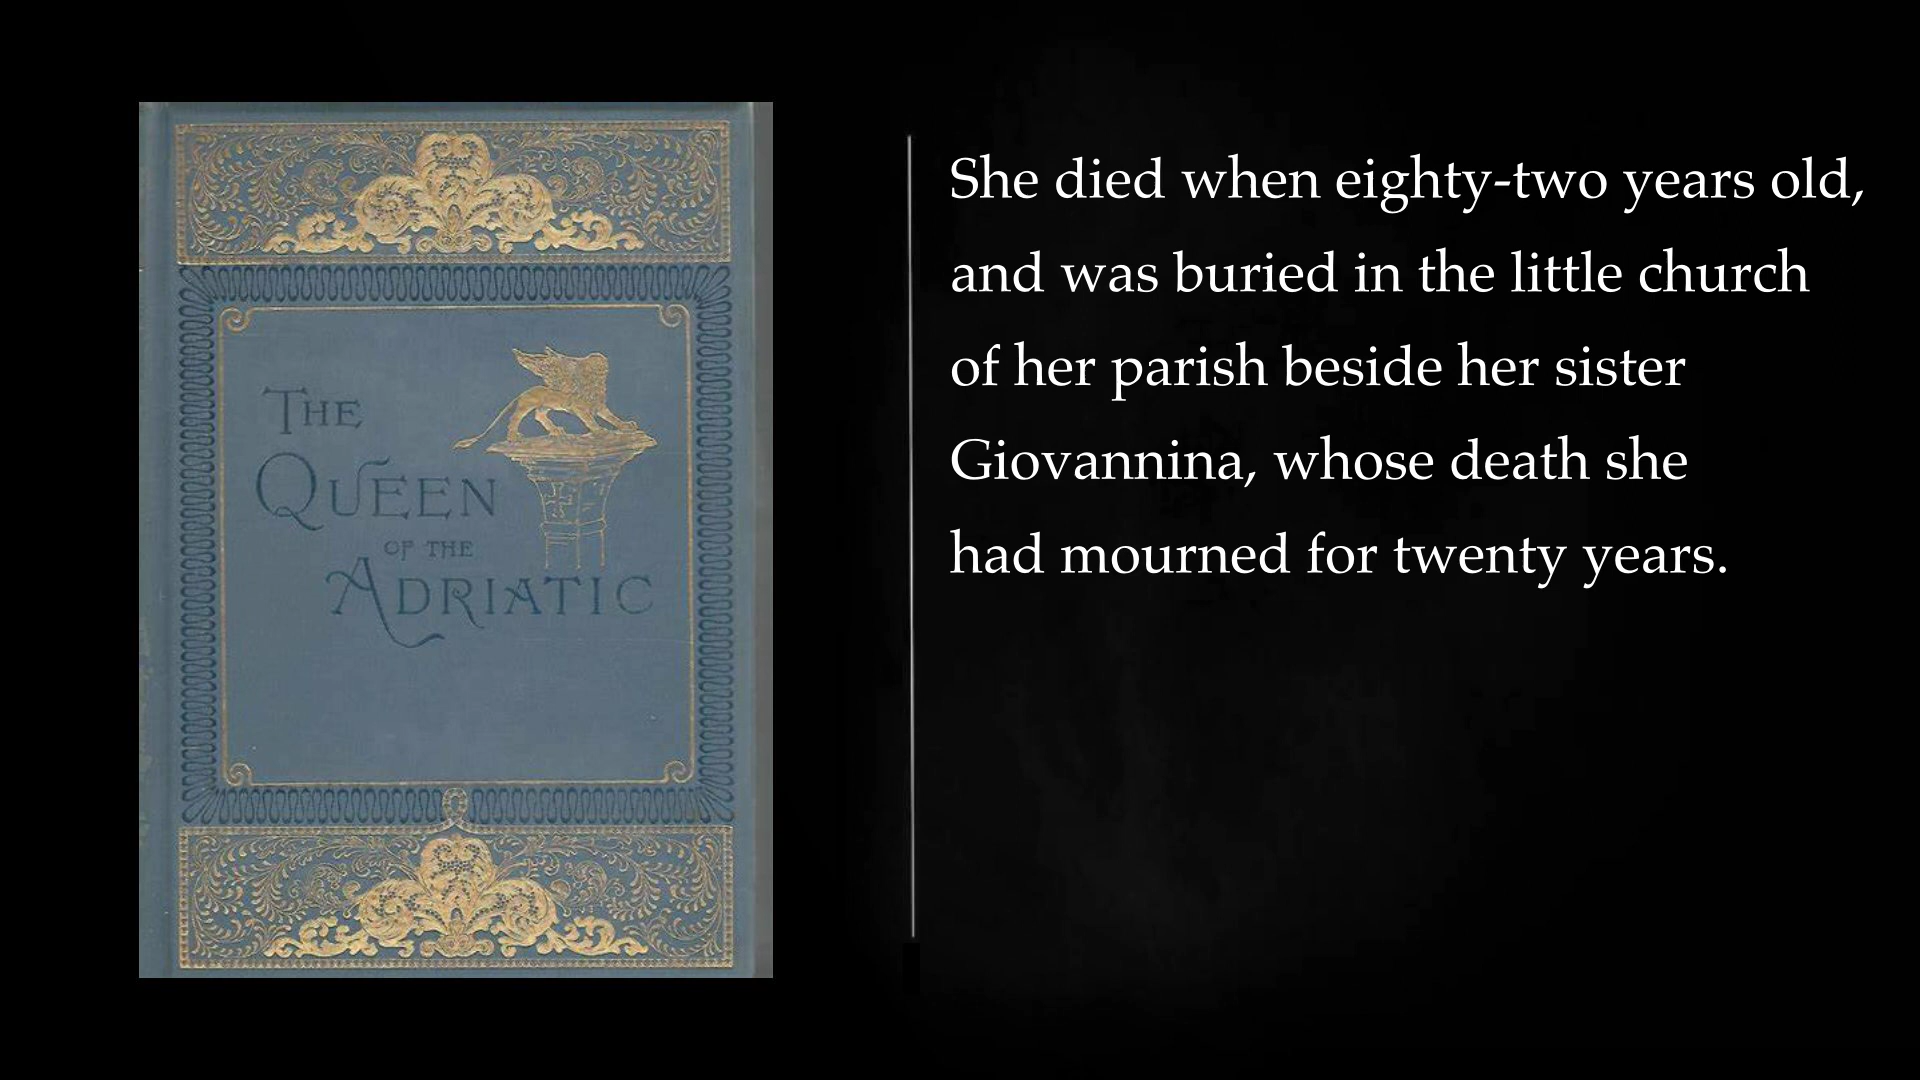 THE
QUEEN
OF THE
ADRIATIC
She died when eighty-two years old,
and was buried in the little church
of her parish beside her sister
Giovannina, whose death she
had mourned for twenty years.